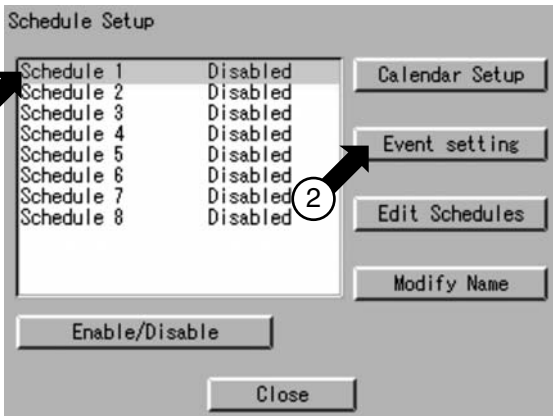 Schedule Setup
Schedule 1 Disabled
Schedule 2 Disabled
Schedule 3 Disabled
Schedule 4 Disabled
Schedule 5 Disabled
Schedule 6 Disabled
Schedule 7 Disabled
Schedule 8 Disabled
Calendar Setup
Event setting
2
Edit Schedules
Modify Name
Enable/Disable
Close